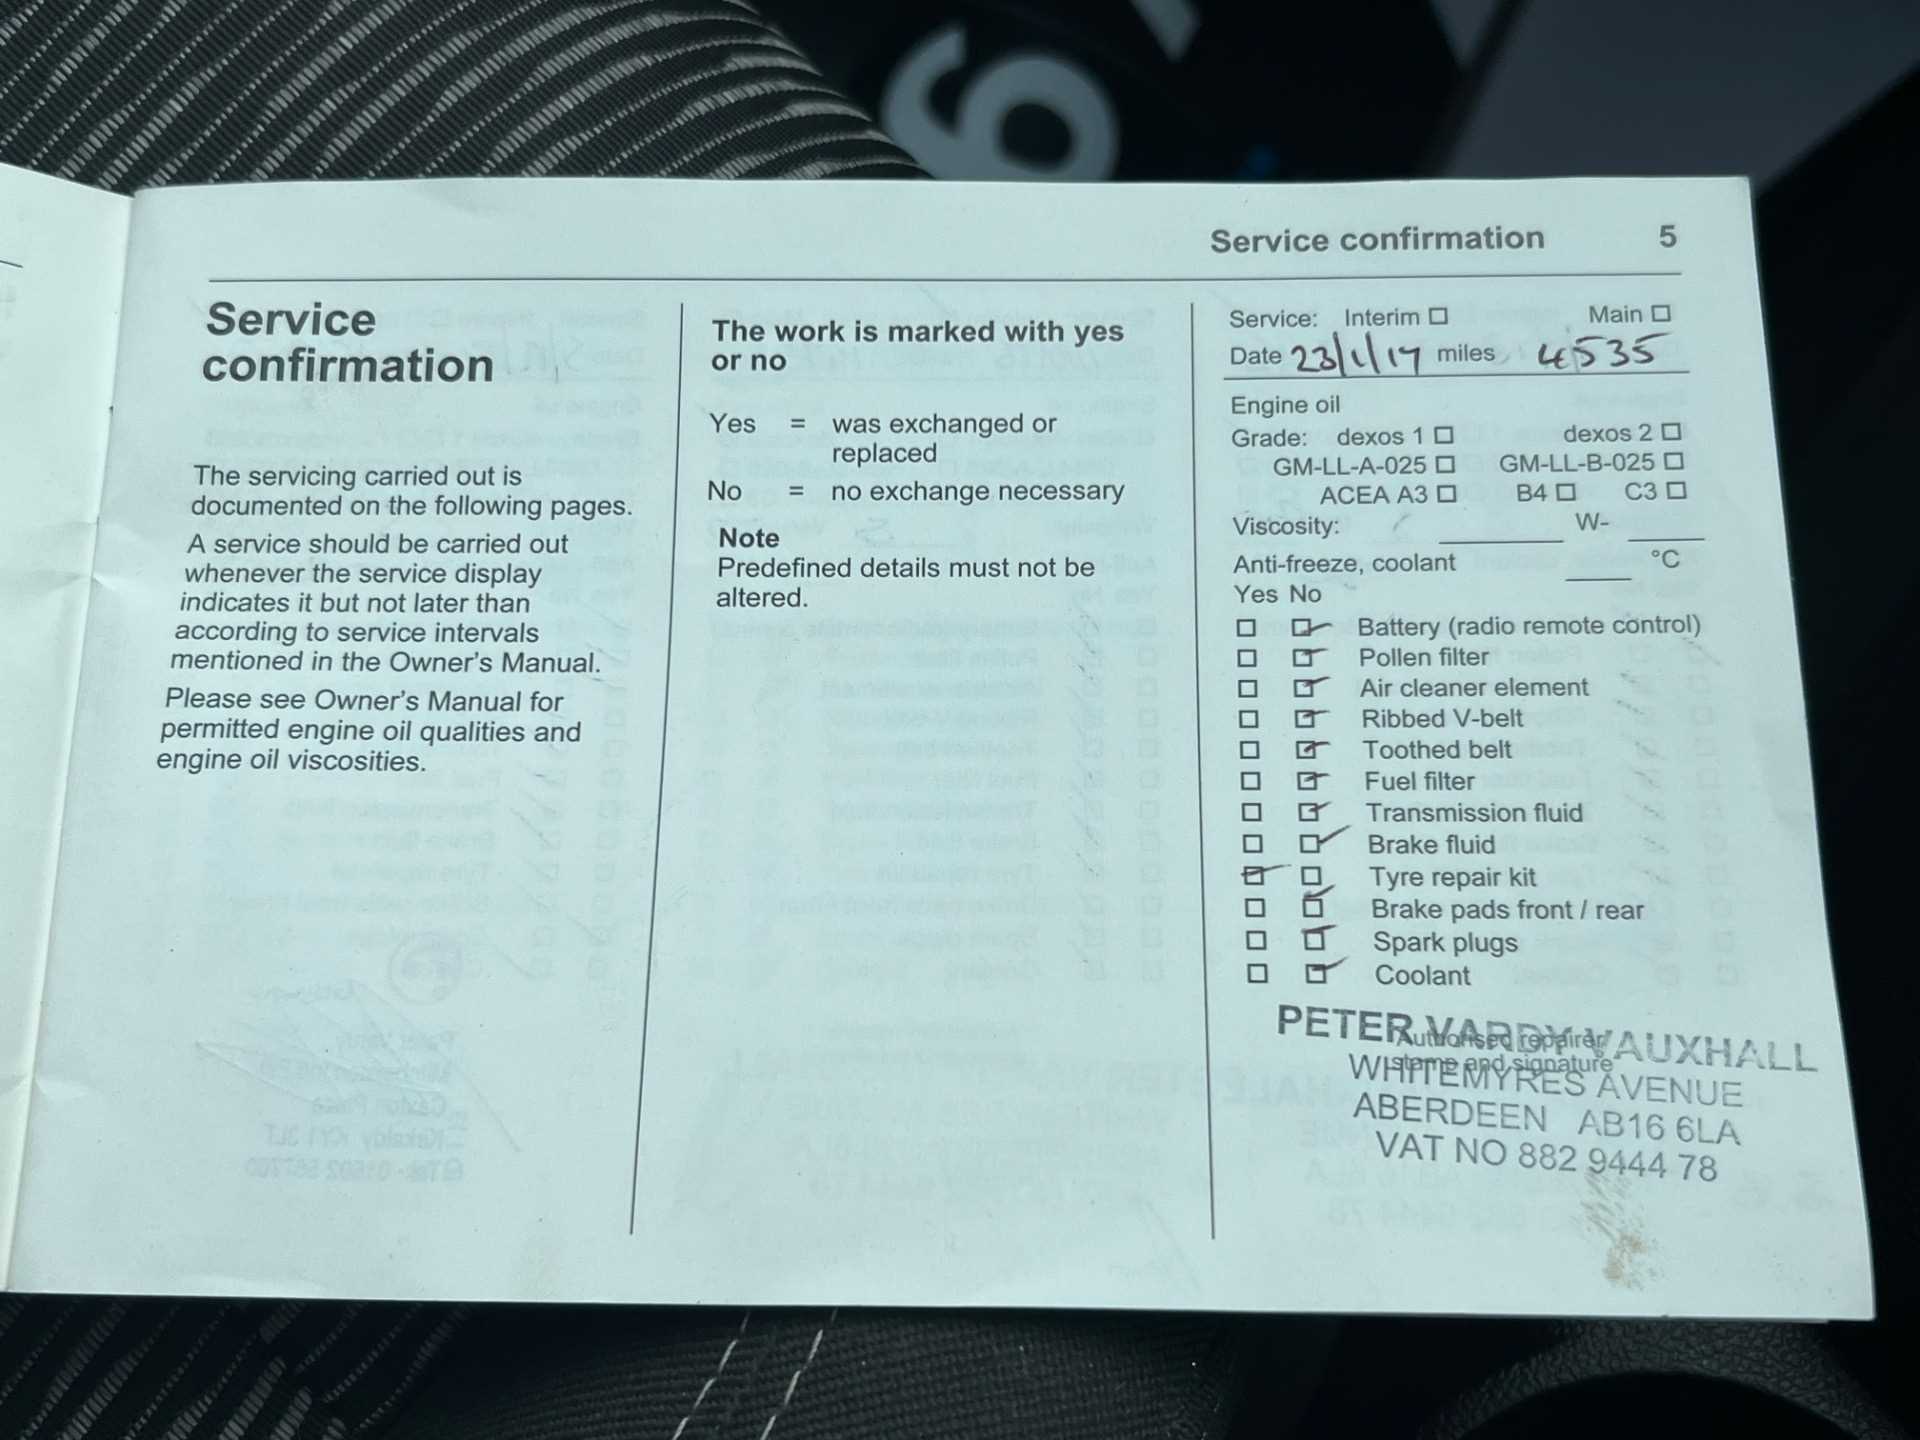 6
Service confirmation 5
Service
confirmation
The servicing carried out is
documented on the following pages.
A service should be carried out
whenever the service display
indicates it but not later than
according to service intervals
mentioned in the Owner's Manual.
Please see Owner's Manual for
permitted engine oil qualities and
engine oil viscosities.
The work is marked with yes
or no
Yes = was exchanged or
replaced
No = no exchange necessary
Note
Predefined details must not be
altered.
Service: Interim ☐ Main ☐
Date 23/1/17 miles 4535
Engine oil
Grade: dexos 1 ☐ dexos 2 ☐
GM-LL-A-025 ☐ GM-LL-B-025 ☐
ACEA A3 ☐ B4 ☐ C3 ☐
Viscosity: W-
Anti-freeze, coolant °C
Yes No
☐ ☑ Battery (radio remote control)
☐ ☑ Pollen filter
☐ ☑ Air cleaner element
☐ ☑ Ribbed V-belt
☐ ☑ Toothed belt
☐ ☑ Fuel filter
☐ ☑ Transmission fluid
☐ ☑ Brake fluid
☑ ☐ Tyre repair kit
☐ ☑ Brake pads front / rear
☐ ☑ Spark plugs
☐ ☑ Coolant
PETER VARDY VAUXHALL
Authorised repairer
stamp and signature
WHITEMYRES AVENUE
ABERDEEN AB16 6LA
VAT NO 882 9444 78